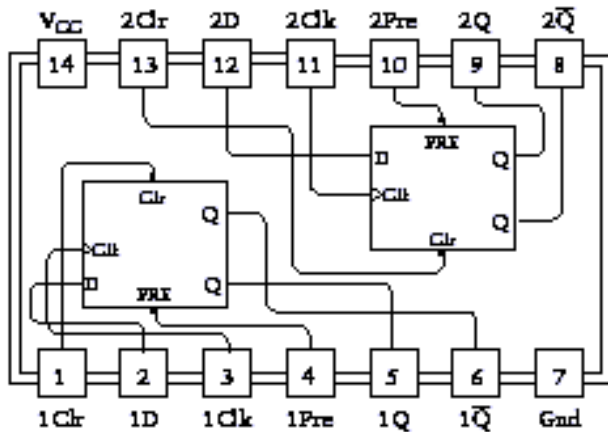 VCC 2Clr 2D 2Clk 2Pre 2Q 2Q̅
14 13 12 11 10 9 8
PRE
D Q
Clk
Clr Q
Q
Clr
Clk
D Q
PRE
1 2 3 4 5 6 7
1Clr 1D 1Clk 1Pre 1Q 1Q̅ Gnd